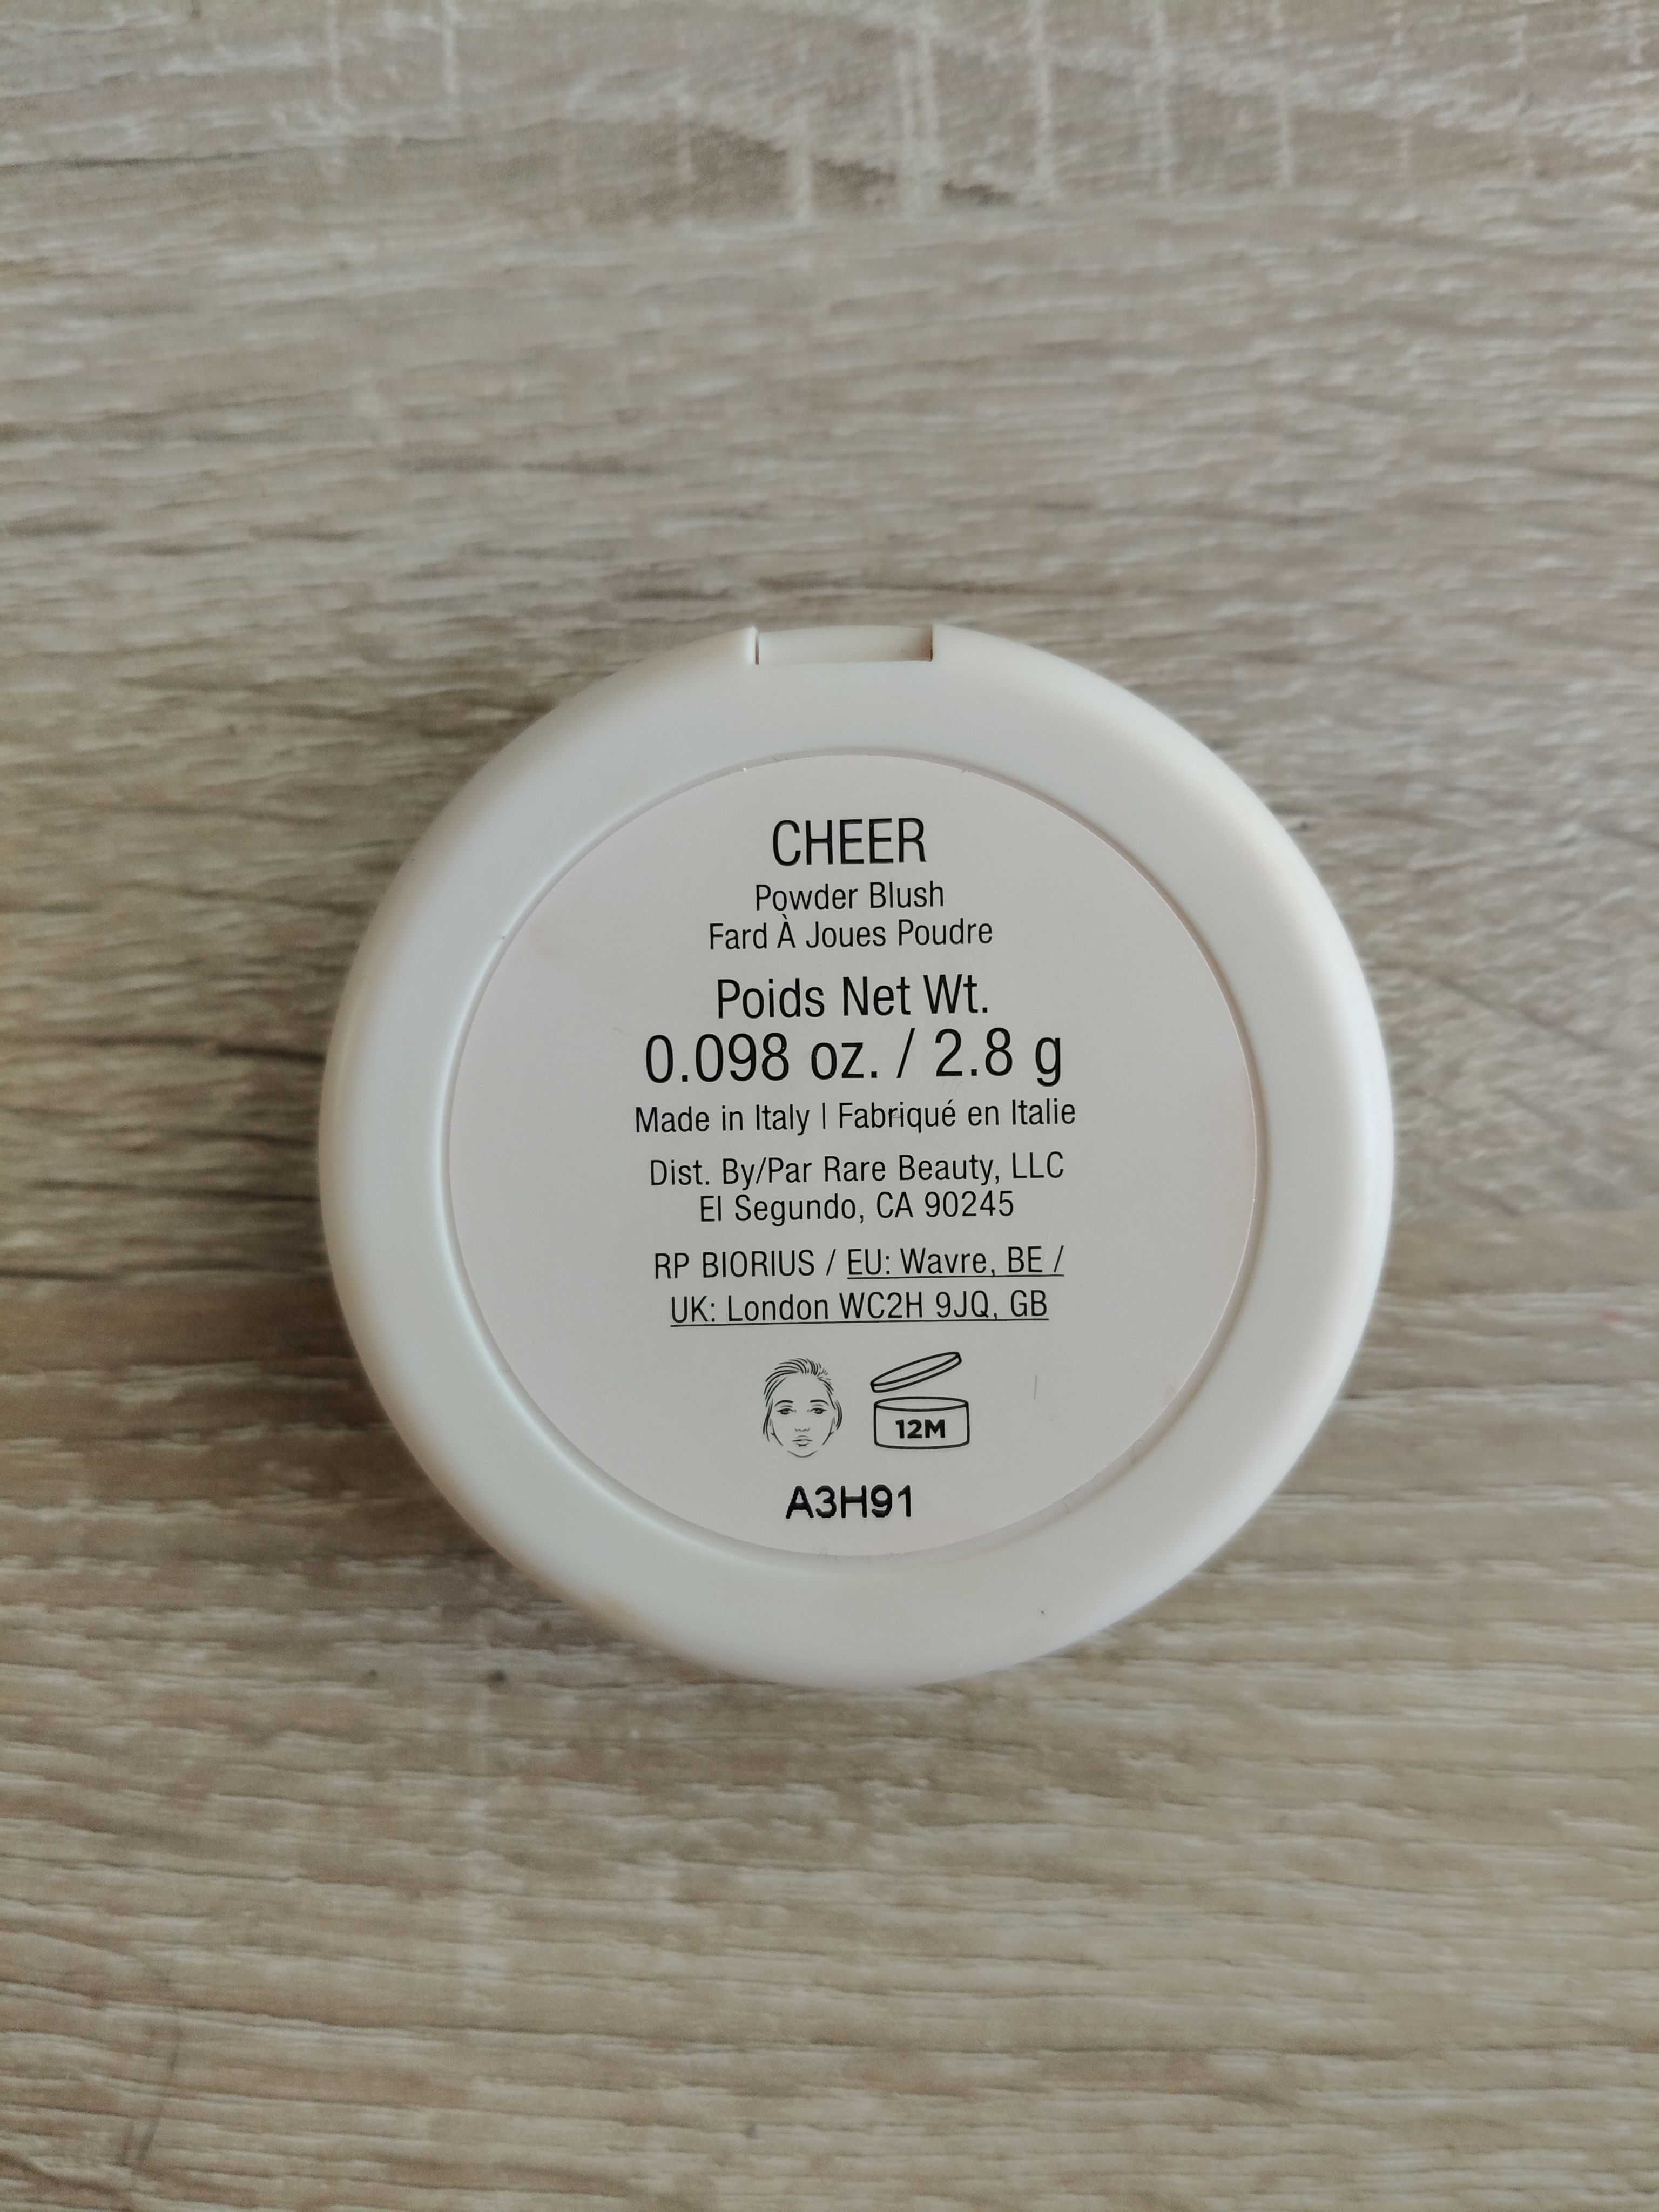 CHEER
Powder Blush
Fard À Joues Poudre
Poids Net Wt.
0.098 oz. / 2.8 g
Made in Italy | Fabriqué en Italie
Dist. By/Par Rare Beauty, LLC
El Segundo, CA 90245
RP BIORIUS / EU: Wavre, BE /
UK: London WC2H 9JQ, GB
12M
A3H91